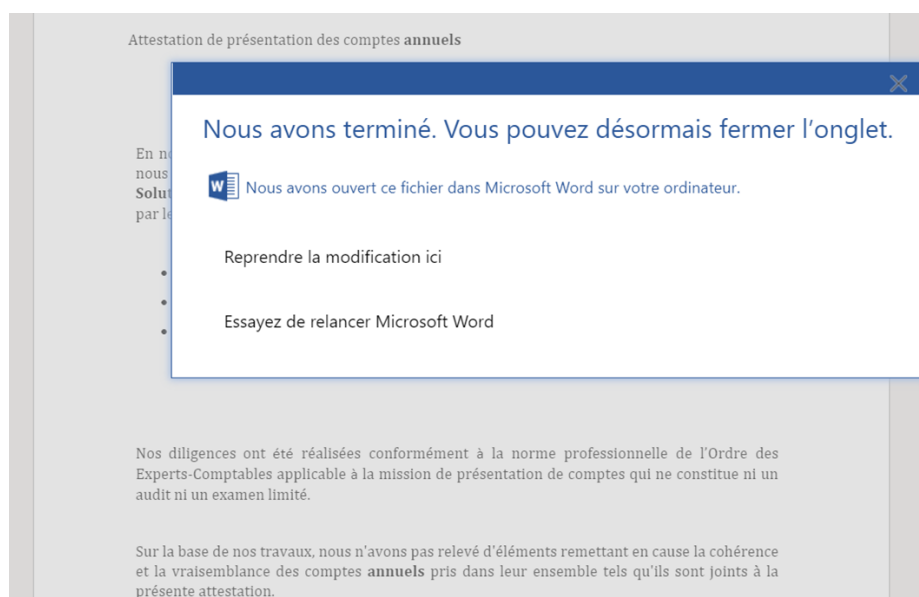 Attestation de présentation des comptes annuels
Nous avons terminé. Vous pouvez désormais fermer l’onglet.
En
nous
Nous avons ouvert ce fichier dans Microsoft Word sur votre ordinateur.
par
Reprendre la modification ici
Essayez de relancer Microsoft Word
Nos diligences ont été réalisées conformément à la norme professionnelle de l'Ordre des
Experts-Comptables applicable à la mission de présentation de comptes qui ne constitue ni un
audit ni un examen limité.
Sur la base de nos travaux, nous n'avons pas relevé d'éléments remettant en cause la cohérence
et la vraisemblance des comptes annuels pris dans leur ensemble tels qu'ils sont joints à la
présente attestation.